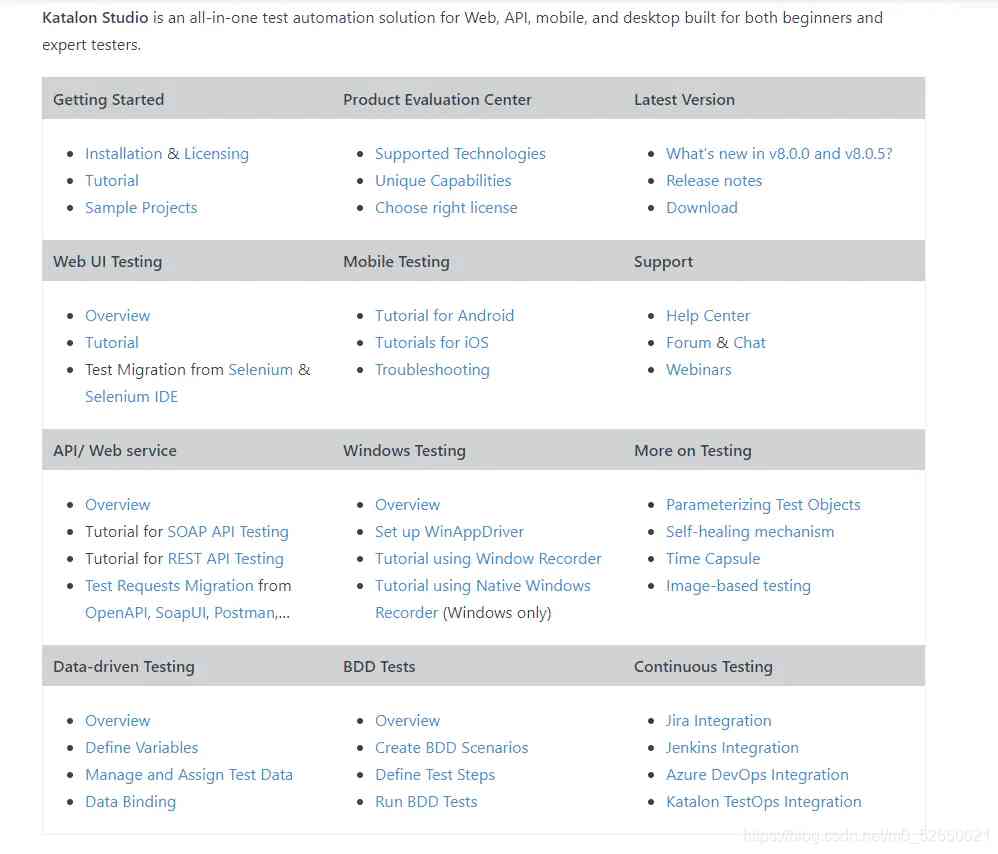 Katalon Studio is an all-in-one test automation solution for Web, API, mobile, and desktop built for both beginners and
expert testers.
Getting Started
Product Evaluation Center
Latest Version
Installation & Licensing
Tutorial
Sample Projects
Supported Technologies
Unique Capabilities
Choose right license
What's new in v8.0.0 and v8.0.5?
Release notes
Download
Web UI Testing
Mobile Testing
Support
Overview
Tutorial
Test Migration from Selenium &
Selenium IDE
Tutorial for Android
Tutorials for iOS
Troubleshooting
Help Center
Forum & Chat
Webinars
API/ Web service
Windows Testing
More on Testing
Overview
Tutorial for SOAP API Testing
Tutorial for REST API Testing
Test Requests Migration from
OpenAPI, SoapUI, Postman,...
Overview
Set up WinAppDriver
Tutorial using Window Recorder
Tutorial using Native Windows
Recorder (Windows only)
Parameterizing Test Objects
Self-healing mechanism
Time Capsule
Image-based testing
Data-driven Testing
BDD Tests
Continuous Testing
Overview
Define Variables
Manage and Assign Test Data
Data Binding
Overview
Create BDD Scenarios
Define Test Steps
Run BDD Tests
Jira Integration
Jenkins Integration
Azure DevOps Integration
Katalon TestOps Integration